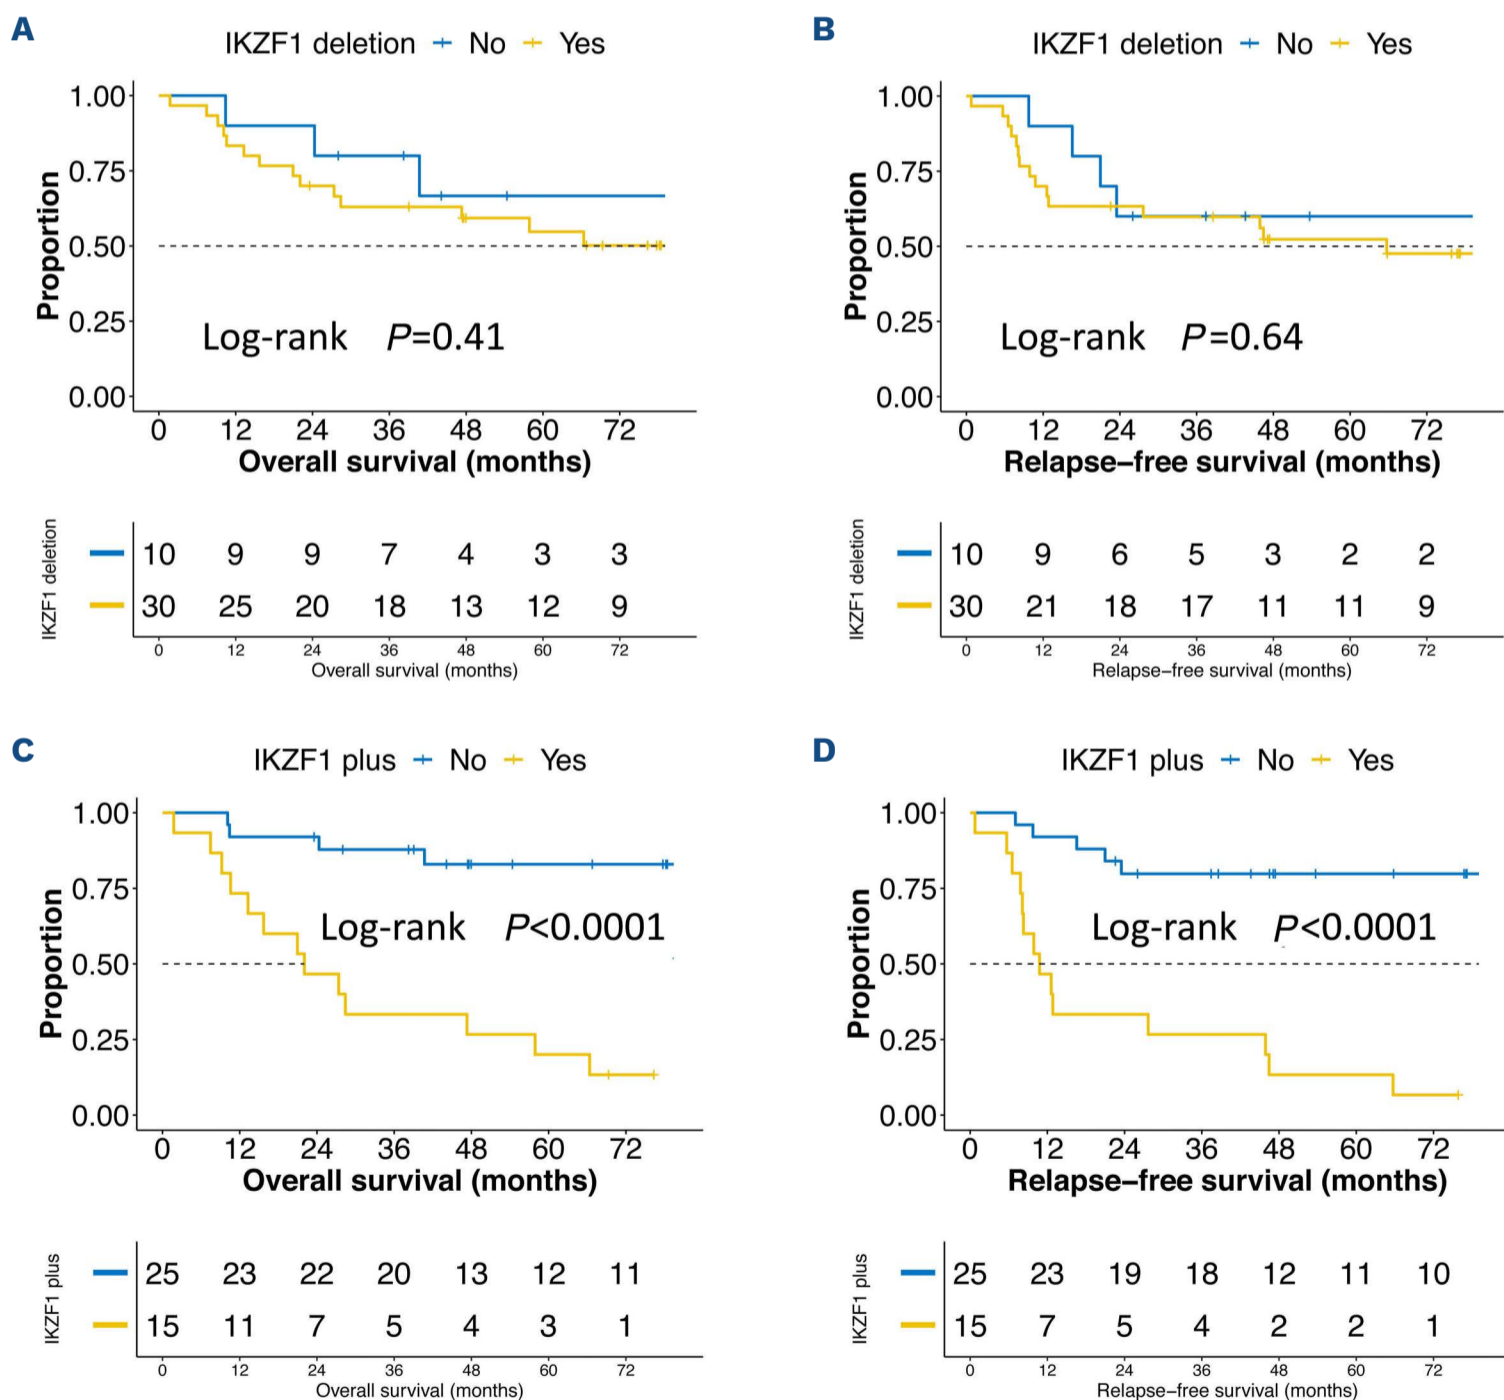 A
IKZF1 deletion No Yes
1.00
0.75
0.50
0.25
0.00
Proportion
Log-rank P=0.41
0 12 24 36 48 60 72
Overall survival (months)
IKZF1 deletion
10 9 9 7 4 3 3
30 25 20 18 13 12 9
0 12 24 36 48 60 72
Overall survival (months)
B
IKZF1 deletion No Yes
1.00
0.75
0.50
0.25
0.00
Proportion
Log-rank P=0.64
0 12 24 36 48 60 72
Relapse–free survival (months)
IKZF1 deletion
10 9 6 5 3 2 2
30 21 18 17 11 11 9
0 12 24 36 48 60 72
Relapse–free survival (months)
C
IKZF1 plus No Yes
1.00
0.75
0.50
0.25
0.00
Proportion
Log-rank P<0.0001
0 12 24 36 48 60 72
Overall survival (months)
IKZF1 plus
25 23 22 20 13 12 11
15 11 7 5 4 3 1
0 12 24 36 48 60 72
Overall survival (months)
D
IKZF1 plus No Yes
1.00
0.75
0.50
0.25
0.00
Proportion
Log-rank P<0.0001
0 12 24 36 48 60 72
Relapse–free survival (months)
IKZF1 plus
25 23 19 18 12 11 10
15 7 5 4 2 2 1
0 12 24 36 48 60 72
Relapse–free survival (months)